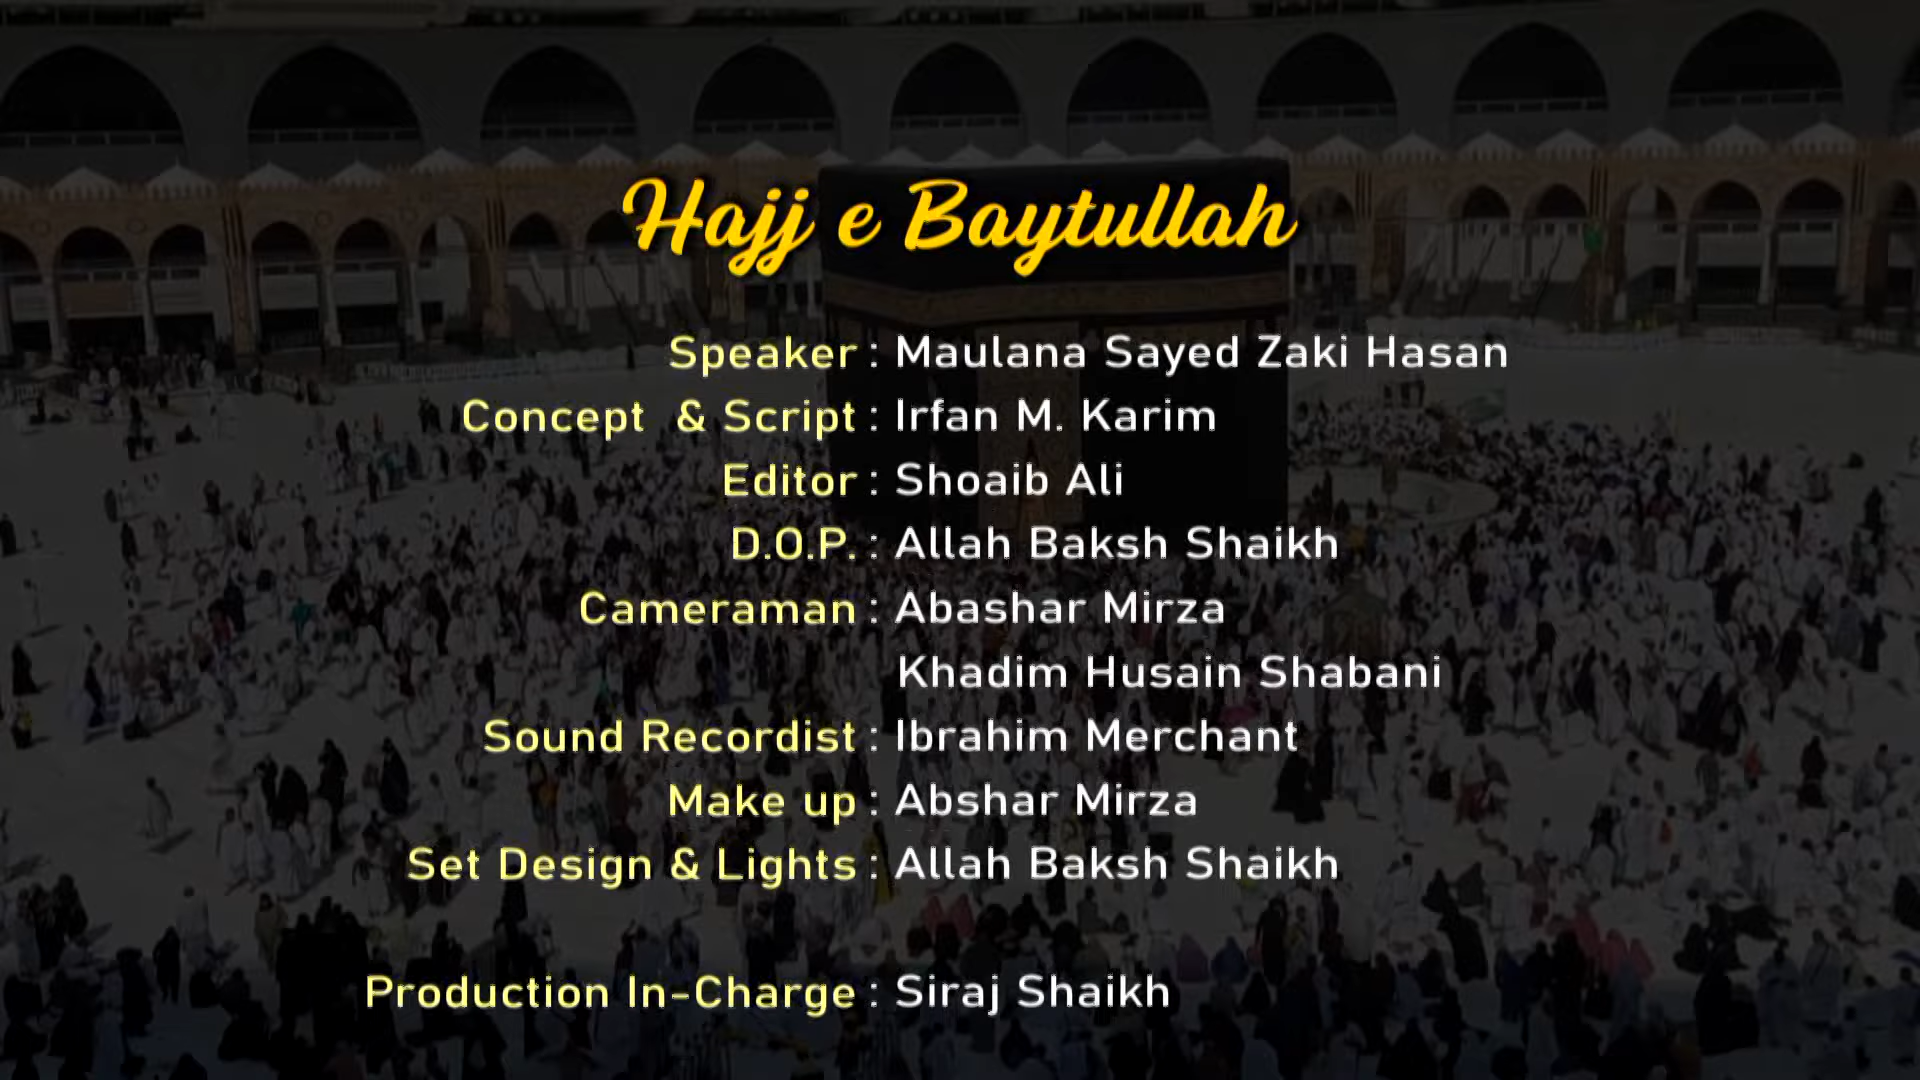 Hajj e Baytullah
Speaker : Maulana Sayed Zaki Hasan
Concept & Script : Irfan M. Karim
Editor : Shoaib Ali
D.O.P. : Allah Baksh Shaikh
Cameraman : Abashar Mirza
Khadim Husain Shabani
Sound Recordist : Ibrahim Merchant
Make up : Abshar Mirza
Set Design & Lights : Allah Baksh Shaikh
Production In-Charge : Siraj Shaikh